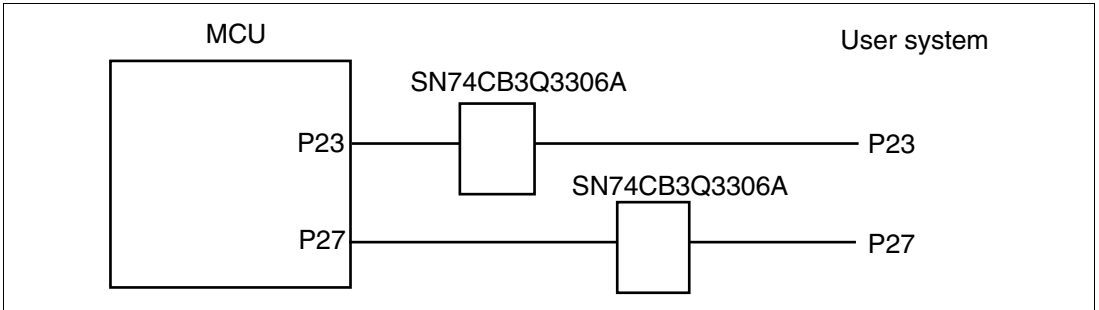 MCU
User system
SN74CB3Q3306A
P23
P23
SN74CB3Q3306A
P27
P27